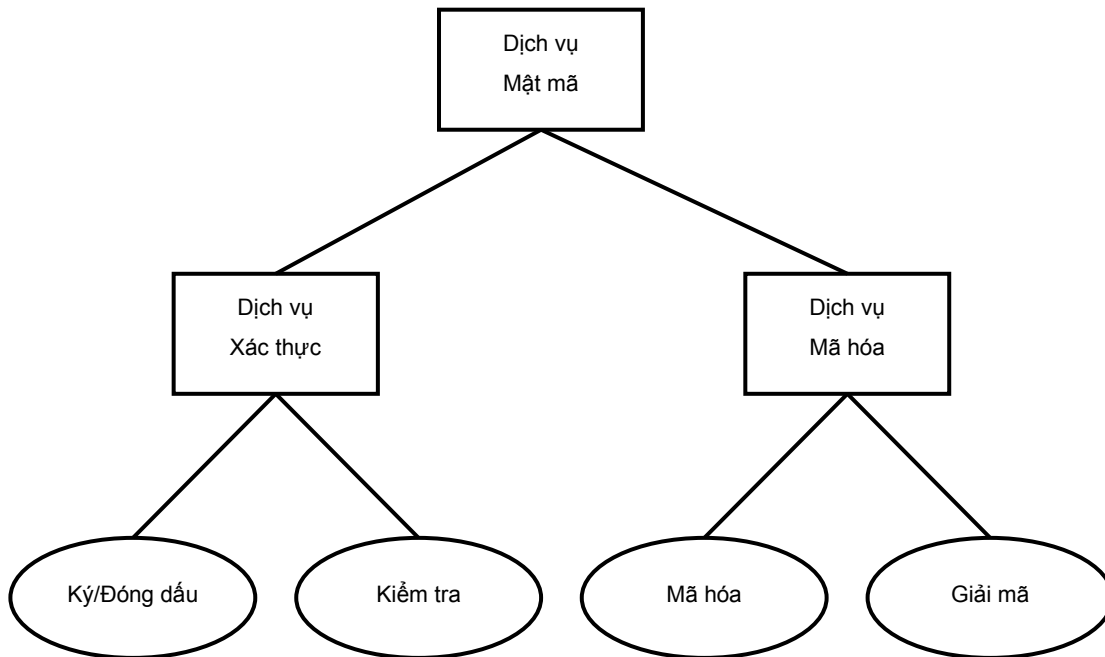 Dịch vụ
Mật mã
Dịch vụ
Xác thực
Dịch vụ
Mã hóa
Ký/Đóng dấu
Kiểm tra
Mã hóa
Giải mã